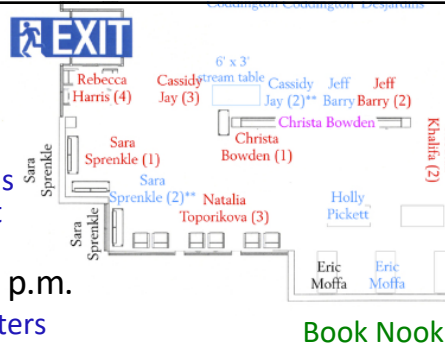 Coddington Coddington Desjardins
EXIT
6' x 3'
stream table
Rebecca
Harris (4)
Cassidy
Jay (3)
Cassidy
Jay (2)**
Jeff
Barry
Jeff
Barry (2)
Christa Bowden
Christa
Bowden (1)
Khalifa (2)
Sara
Sprenkle (1)
Sara
Sprenkle
s
Sara
Sprenkle (2)**
Natalia
Toporikova (3)
Holly
Pickett
t
Sara
Sprenkle
Eric
Moffa
Eric
Moffa
p.m.
ters
Book Nook